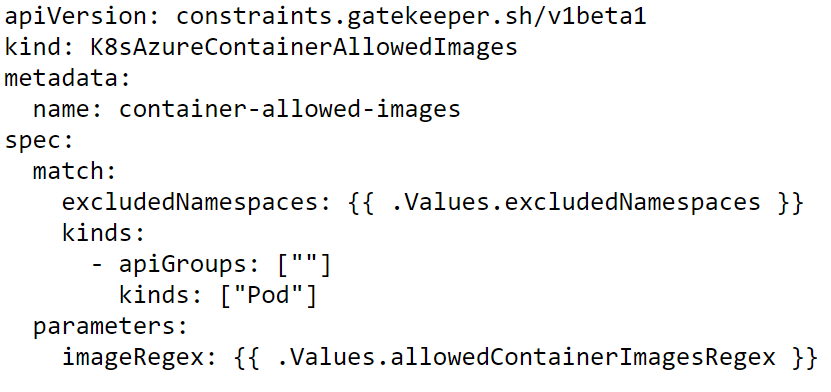 apiVersion: constraints.gatekeeper.sh/v1beta1
kind: K8sAzureContainerAllowedImages
metadata:
  name: container-allowed-images
spec:
  match:
    excludedNamespaces: {{ .Values.excludedNamespaces }}
    kinds:
      - apiGroups: [""]
        kinds: ["Pod"]
  parameters:
    imageRegex: {{ .Values.allowedContainerImagesRegex }}